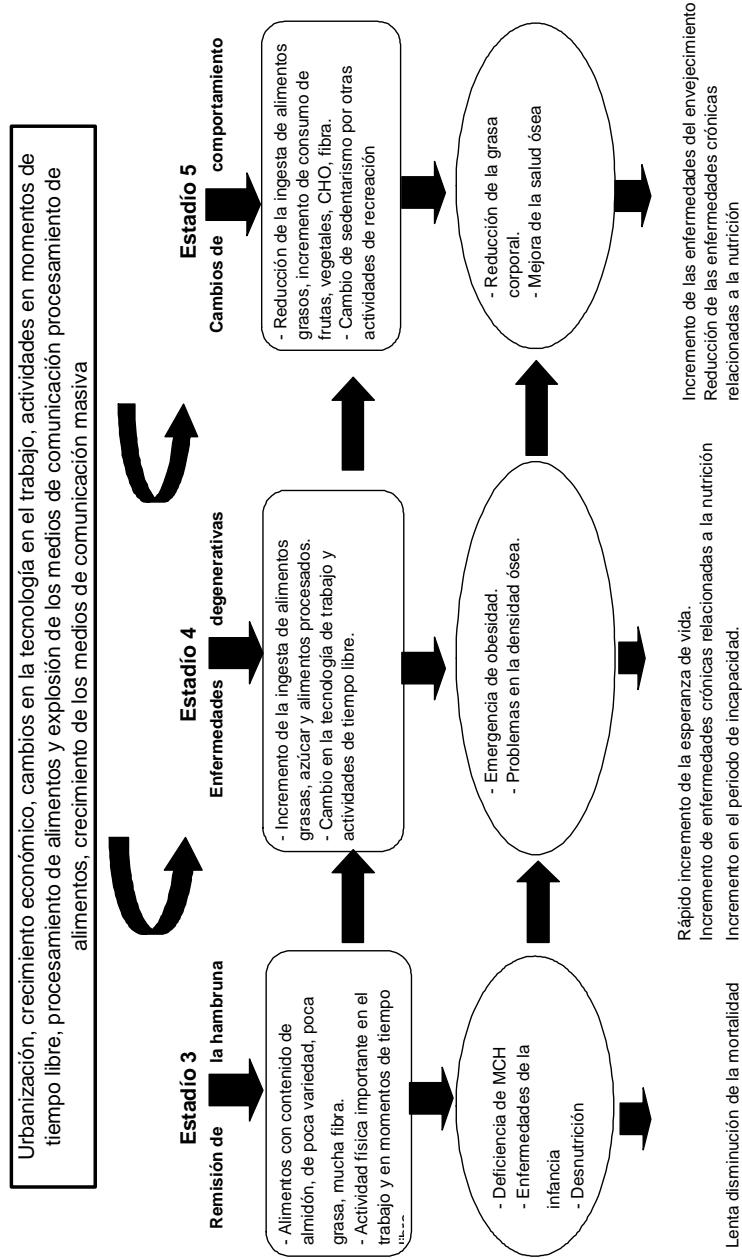 Urbanización, crecimiento económico, cambios en la tecnología en el trabajo, actividades en momentos de
tiempo libre, procesamiento de alimentos y explosión de los medios de comunicación procesamiento de
alimentos, crecimiento de los medios de comunicación masiva
Estadío 3
Remisión de la hambruna
- Alimentos con contenido de
almidón, de poca variedad, poca
grasa, mucha fibra.
- Actividad física importante en el
trabajo y en momentos de tiempo
- Deficiencia de MCH
- Enfermedades de la
infancia
- Desnutrición
Lenta disminución de la mortalidad
Estadío 4
Enfermedades degenerativas
- Incremento de la ingesta de alimentos
grasas, azúcar y alimentos procesados.
- Cambio en la tecnología de trabajo y
actividades de tiempo libre.
- Emergencia de obesidad.
- Problemas en la densidad ósea.
Rápido incremento de la esperanza de vida.
Incremento de enfermedades crónicas relacionadas a la nutrición
Incremento en el periodo de incapacidad.
Estadío 5
Cambios de comportamiento
- Reducción de la ingesta de alimentos
grasos, incremento de consumo de
frutas, vegetales, CHO, fibra.
- Cambio de sedentarismo por otras
actividades de recreación
- Reducción de la grasa
corporal.
- Mejora de la salud ósea
Incremento de las enfermedades del envejecimiento
Reducción de las enfermedades crónicas
relacionadas a la nutrición